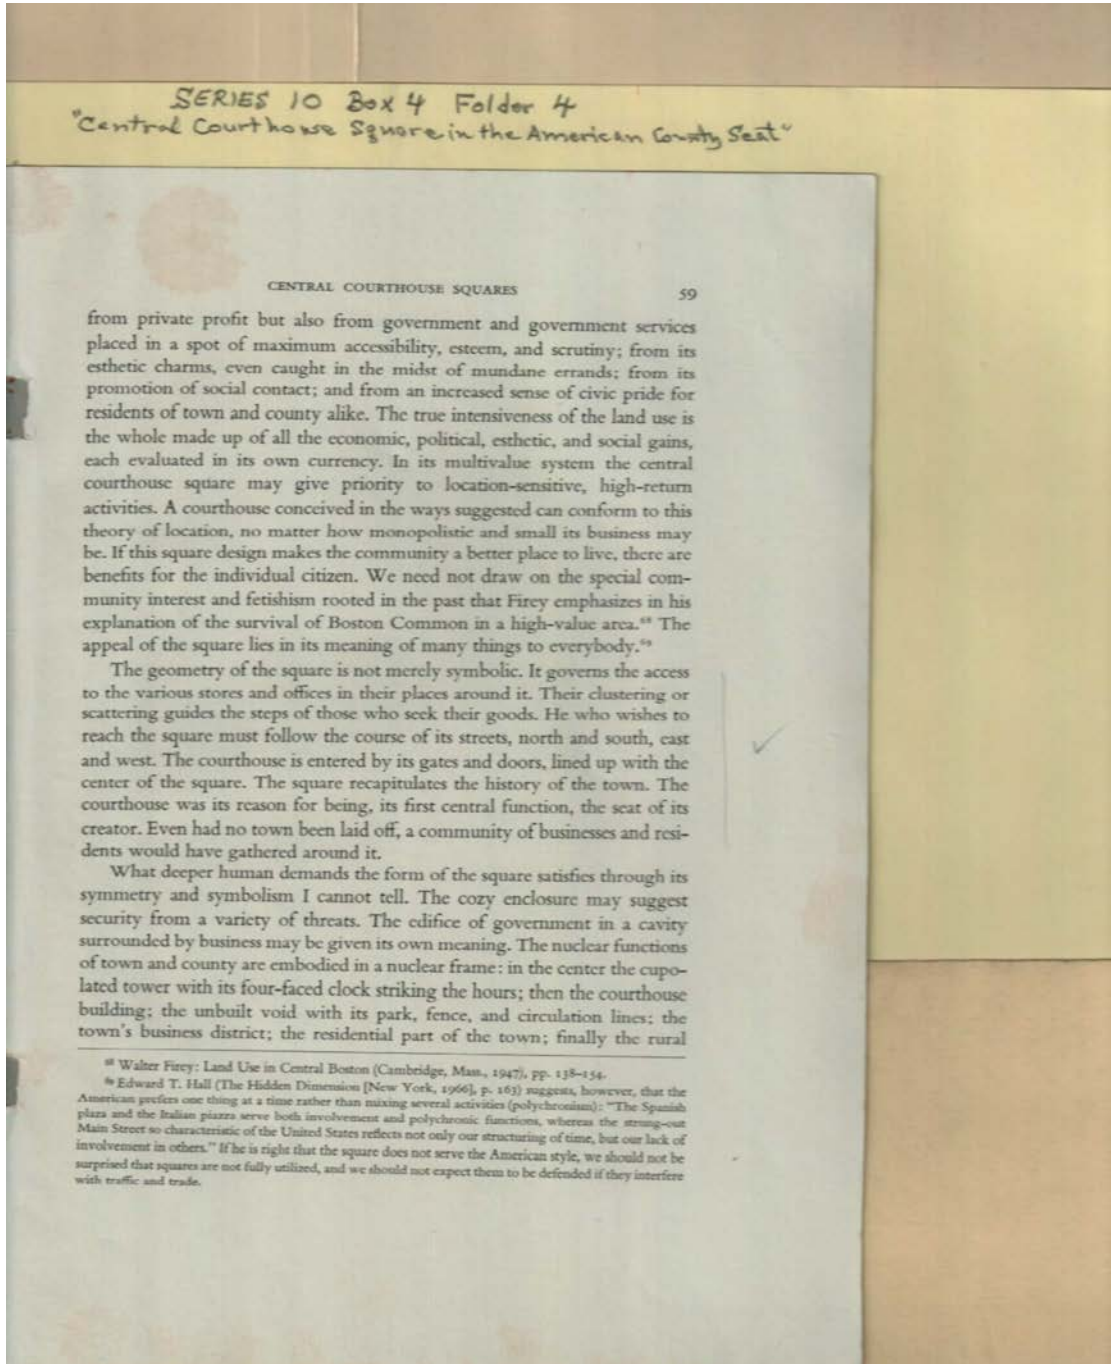 SERIES 10 Box 4 Folder 4
"Central Courthouse Square in the American County Seat"
CENTRAL COURTHOUSE SQUARES 59
from private profit but also from government and government services
placed in a spot of maximum accessibility, esteem, and scrutiny; from its
esthetic charms, even caught in the midst of mundane errands; from its
promotion of social contact; and from an increased sense of civic pride for
residents of town and county alike. The true intensiveness of the land use is
the whole made up of all the economic, political, esthetic, and social gains,
each evaluated in its own currency. In its multivalue system the central
courthouse square may give priority to location-sensitive, high-return
activities. A courthouse conceived in the ways suggested can conform to this
theory of location, no matter how monopolistic and small its business may
be. If this square design makes the community a better place to live, there are
benefits for the individual citizen. We need not draw on the special com-
munity interest and fetishism rooted in the past that Firey emphasizes in his
explanation of the survival of Boston Common in a high-value area.⁶⁸ The
appeal of the square lies in its meaning of many things to everybody.⁶⁹
The geometry of the square is not merely symbolic. It governs the access
to the various stores and offices in their places around it. Their clustering or
scattering guides the steps of those who seek their goods. He who wishes to
reach the square must follow the course of its streets, north and south, east
and west. The courthouse is entered by its gates and doors, lined up with the
center of the square. The square recapitulates the history of the town. The
courthouse was its reason for being, its first central function, the seat of its
creator. Even had no town been laid off, a community of businesses and resi-
dents would have gathered around it.
What deeper human demands the form of the square satisfies through its
symmetry and symbolism I cannot tell. The cozy enclosure may suggest
security from a variety of threats. The edifice of government in a cavity
surrounded by business may be given its own meaning. The nuclear functions
of town and county are embodied in a nuclear frame: in the center the cupo-
lated tower with its four-faced clock striking the hours; then the courthouse
building; the unbuilt void with its park, fence, and circulation lines; the
town's business district; the residential part of the town; finally the rural
⁶⁸ Walter Firey: Land Use in Central Boston (Cambridge, Mass., 1947), pp. 138–154.
⁶⁹ Edward T. Hall (The Hidden Dimension [New York, 1966], p. 163) suggests, however, that the
American prefers one thing at a time rather than mixing several activities (polychronism): "The Spanish
plaza and the Italian piazza serve both involvement and polychronic functions, whereas the strung-out
Main Street so characteristic of the United States reflects not only our structuring of time, but our lack of
involvement in others." If he is right that the square does not serve the American style, we should not be
surprised that squares are not fully utilized, and we should not expect them to be defended if they interfere
with traffic and trade.